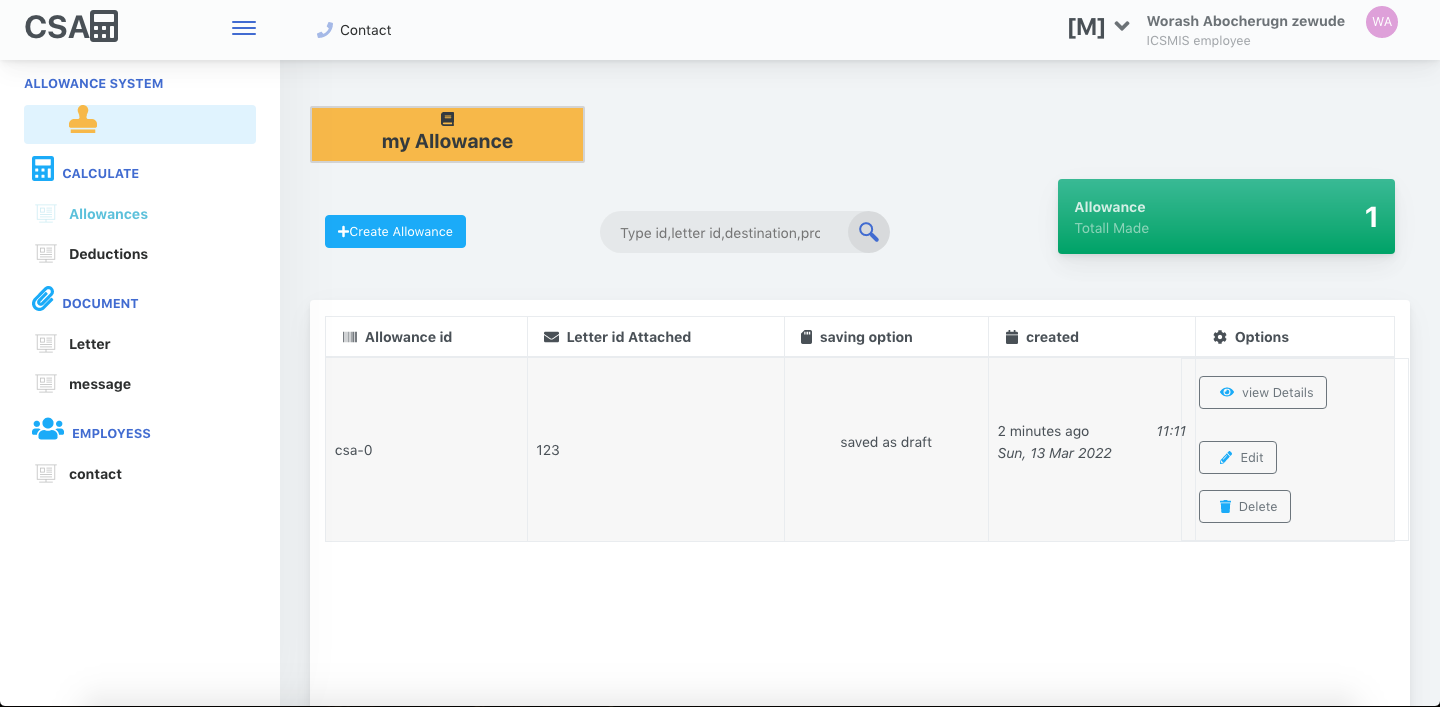 CSA
Contact
[M]
Worash Abocherugn zewude
ICSMIS employee
WA
ALLOWANCE SYSTEM
CALCULATE
Allowances
Deductions
DOCUMENT
Letter
message
EMPLOYESS
contact
my Allowance
+Create Allowance
Type id,letter id,destination,prc
Allowance
Totall Made
1
Allowance id
Letter id Attached
saving option
created
Options
csa-0
123
saved as draft
2 minutes ago 11:11
Sun, 13 Mar 2022
view Details
Edit
Delete